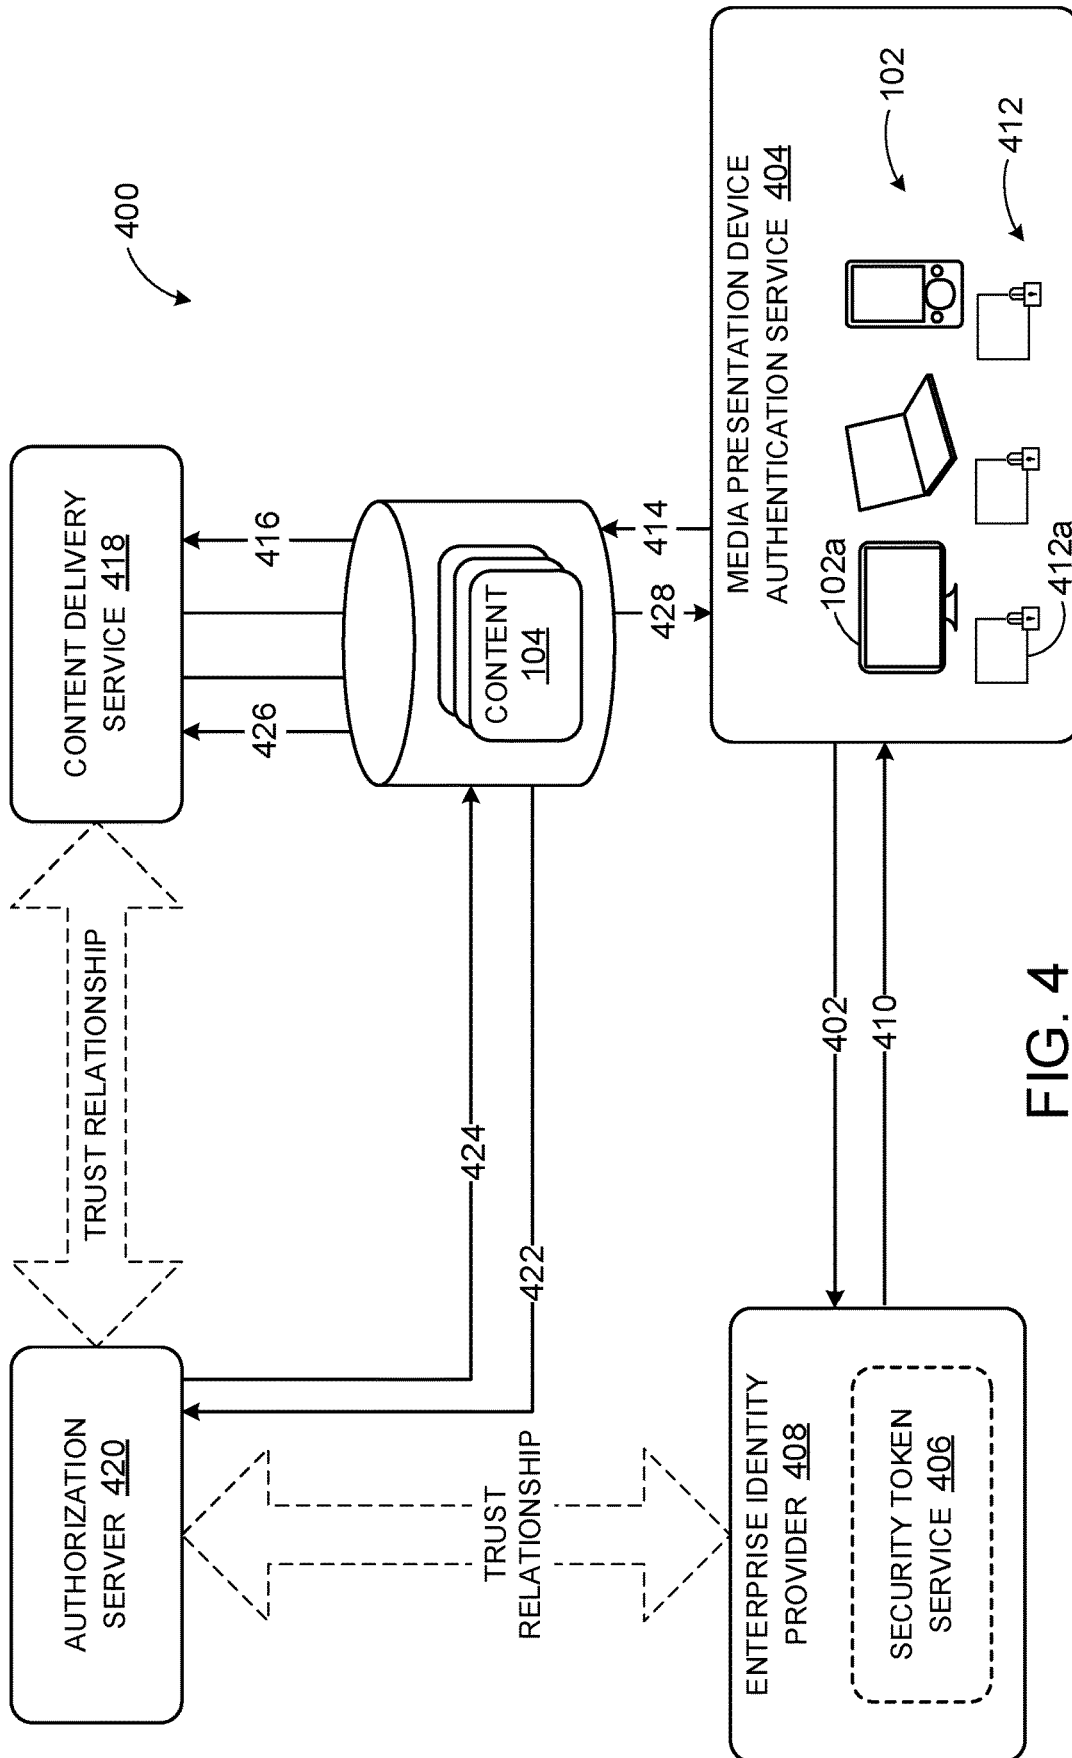 400
AUTHORIZATION
SERVER 420
TRUST RELATIONSHIP
CONTENT DELIVERY
SERVICE 418
426
416
424
422
CONTENT
104
TRUST
RELATIONSHIP
428
414
ENTERPRISE IDENTITY
PROVIDER 408
SECURITY TOKEN
SERVICE 406
402
410
MEDIA PRESENTATION DEVICE
AUTHENTICATION SERVICE 404
102a
102
412a
412
FIG. 4